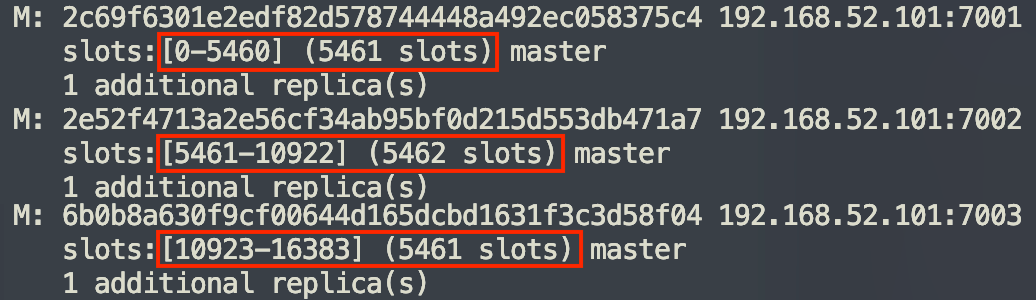 M: 2c69f6301e2edf82d578744448a492ec058375c4 192.168.52.101:7001
slots:[0-5460] (5461 slots) master
1 additional replica(s)
M: 2e52f4713a2e56cf34ab95bf0d215d553db471a7 192.168.52.101:7002
slots:[5461-10922] (5462 slots) master
1 additional replica(s)
M: 6b0b8a630f9cf00644d165dcbd1631f3c3d58f04 192.168.52.101:7003
slots:[10923-16383] (5461 slots) master
1 additional replica(s)